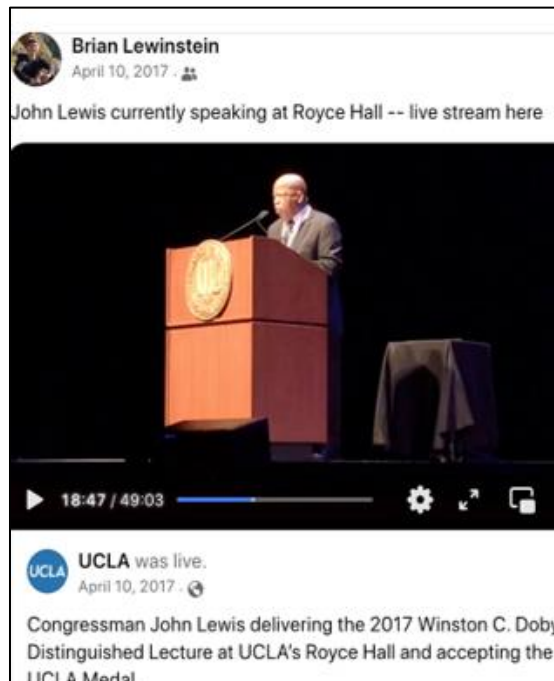 Brian Lewinstein
April 10, 2017 ·
John Lewis currently speaking at Royce Hall -- live stream here
18:47 / 49:03
UCLA
UCLA was live.
April 10, 2017 ·
Congressman John Lewis delivering the 2017 Winston C. Doby
Distinguished Lecture at UCLA's Royce Hall and accepting the
UCLA Medal